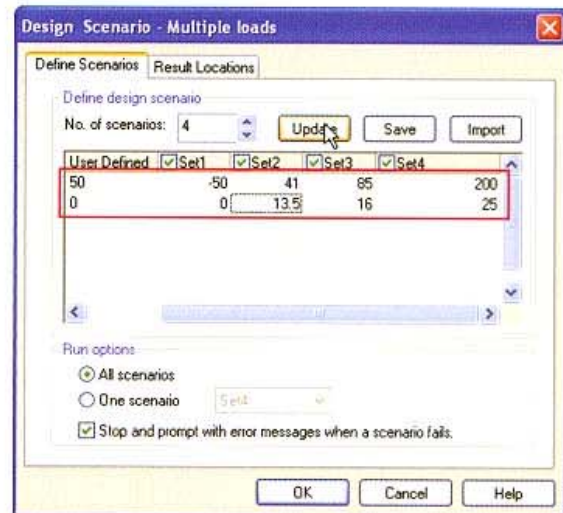 Design Scenario - Multiple loads
Define Scenarios Result Locations
Define design scenario
No. of scenarios: 4 Update Save Import
User Defined Set1 Set2 Set3 Set4
50 -50 41 85 200
0 0 13.5 16 25
Run options
All scenarios
One scenario Set4
Stop and prompt with error messages when a scenario fails.
OK Cancel Help